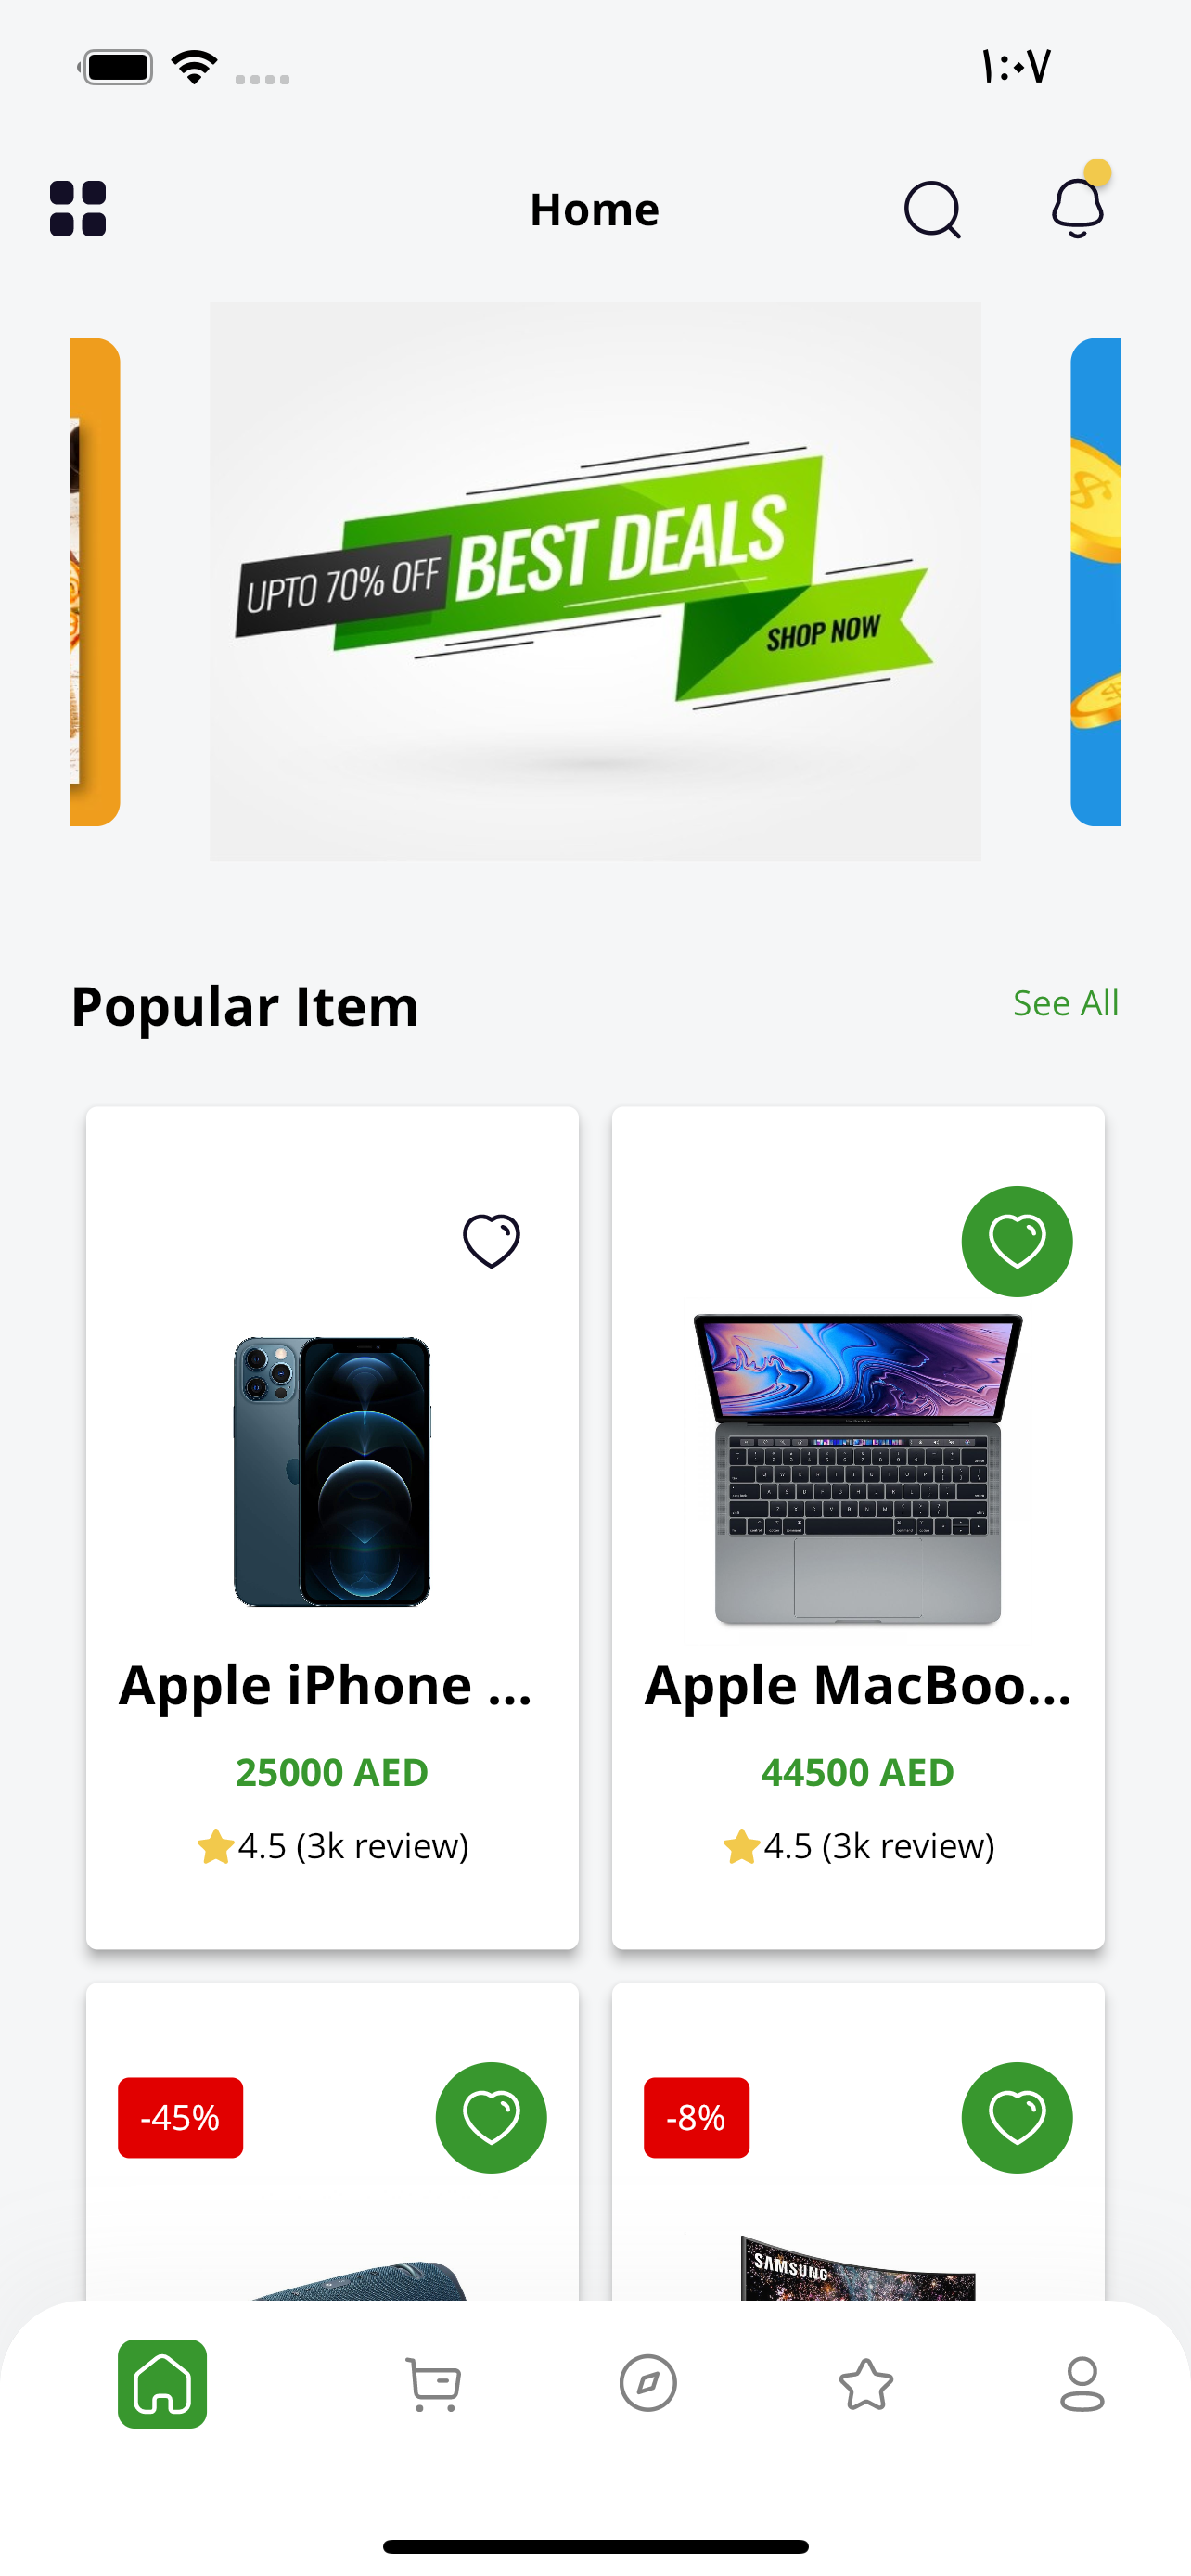 ١:٠٧
Home
UPTO 70% OFF BEST DEALS
SHOP NOW
Popular Item
See All
Apple iPhone ...
Apple MacBoo...
25000 AED
44500 AED
4.5 (3k review)
4.5 (3k review)
-45%
-8%
SAMSUNG